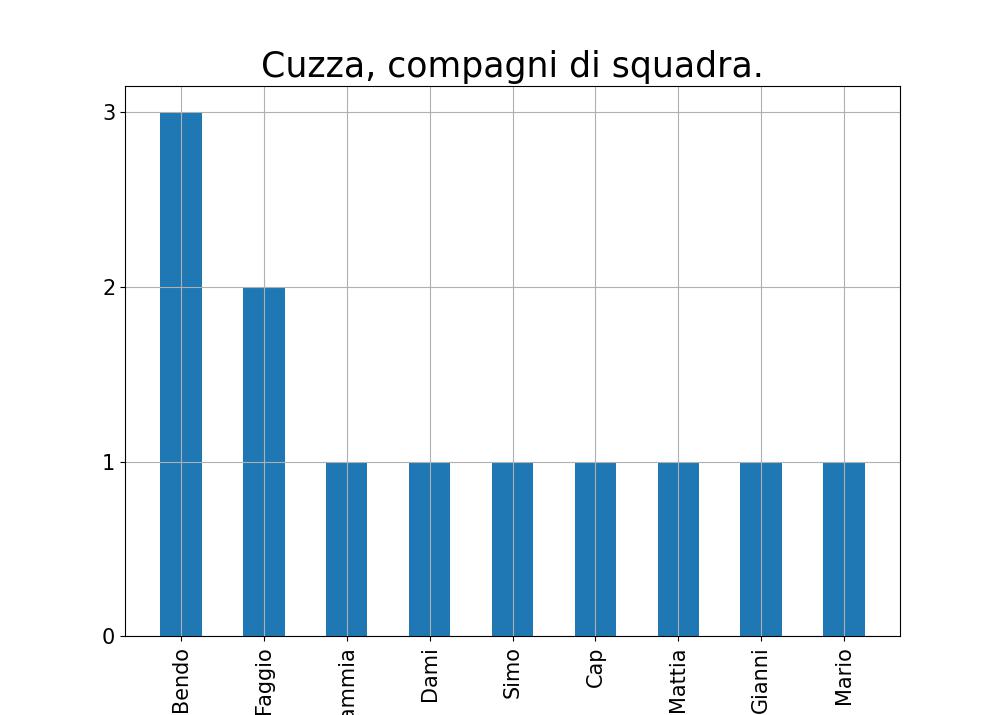 Cuzza, compagni di squadra.
3
2
1
0
Bendo
Faggio
Dami
Simo
Cap
Mattia
Gianni
Mario